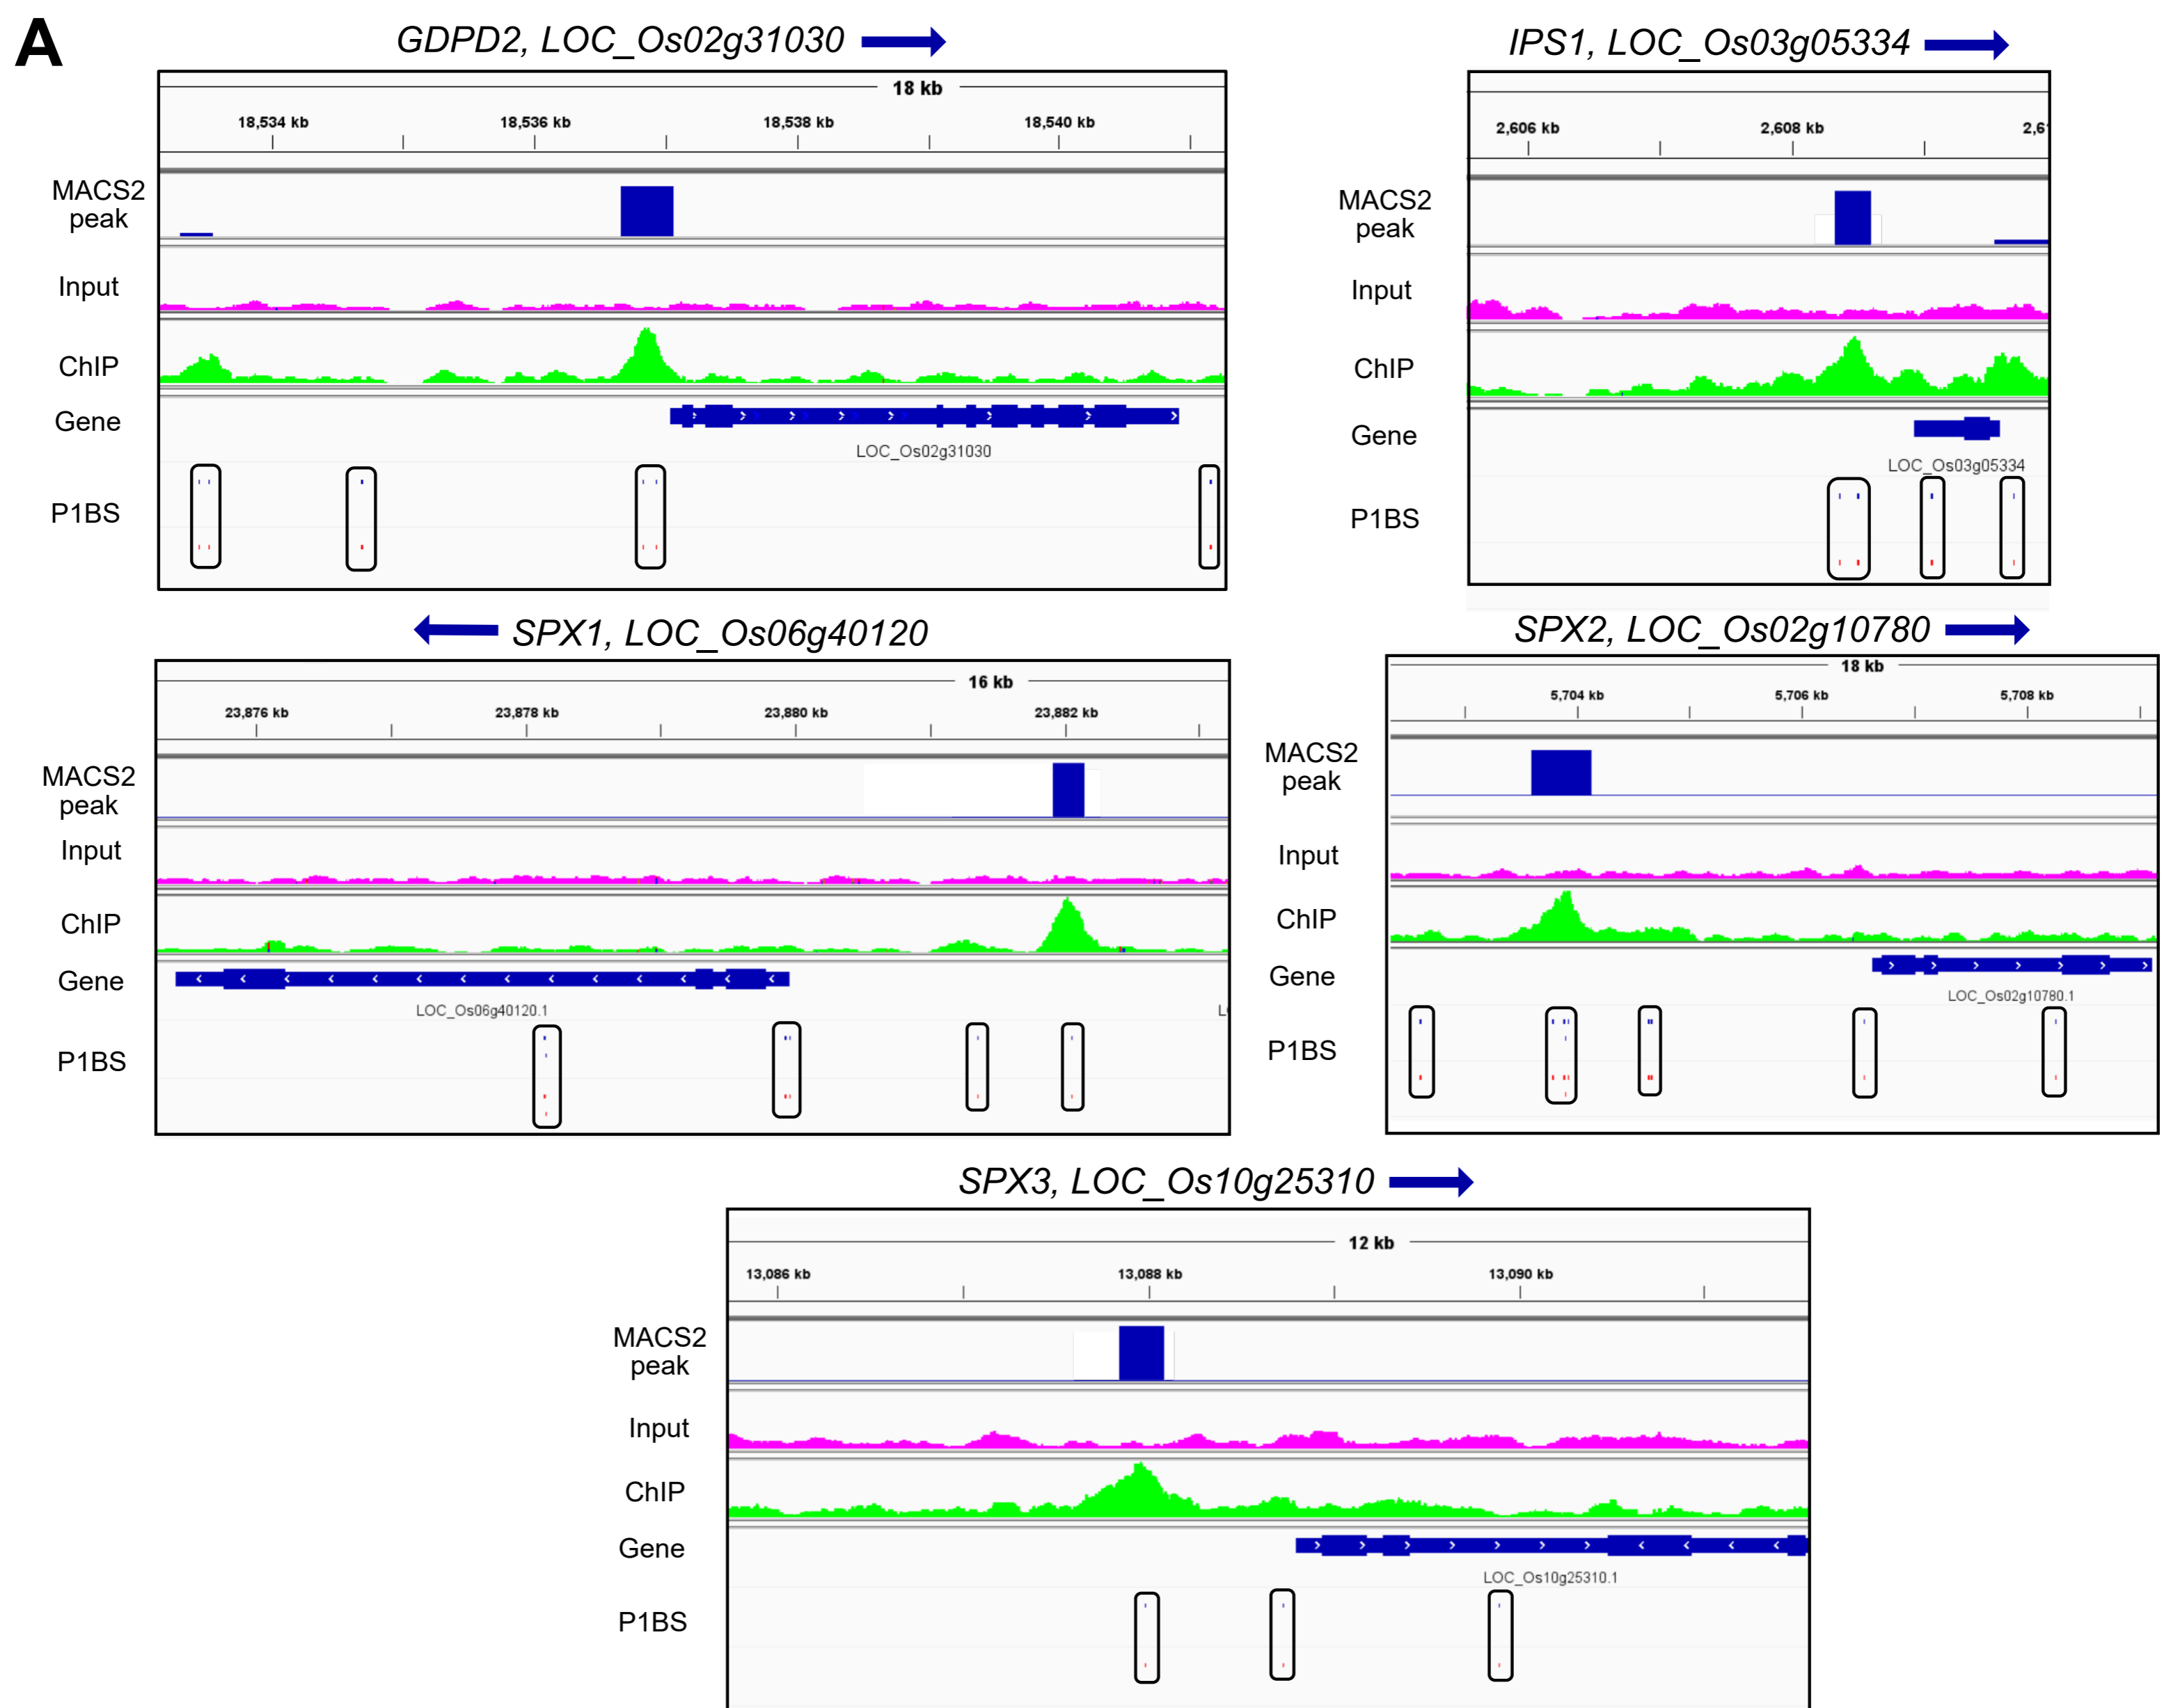 A
GDPD2, LOC_Os02g31030
18 kb
18,534 kb 18,536 kb 18,538 kb 18,540 kb
MACS2
peak
Input
ChIP
Gene
LOC_Os02g31030
P1BS
IPS1, LOC_Os03g05334
2,606 kb 2,608 kb 2,6
MACS2
peak
Input
ChIP
Gene
LOC_Os03g05334
P1BS
SPX1, LOC_Os06g40120
16 kb
23,876 kb 23,878 kb 23,880 kb 23,882 kb
MACS2
peak
Input
ChIP
Gene
LOC_Os06g40120.1 L
P1BS
SPX2, LOC_Os02g10780
18 kb
5,704 kb 5,706 kb 5,708 kb
MACS2
peak
Input
ChIP
Gene
LOC_Os02g10780.1
P1BS
SPX3, LOC_Os10g25310
12 kb
13,086 kb 13,088 kb 13,090 kb
MACS2
peak
Input
ChIP
Gene
LOC_Os10g25310.1
P1BS